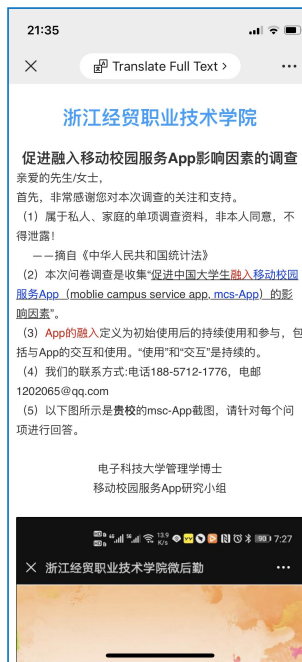 21:35
Translate Full Text >
浙江经贸职业技术学院
促进融入移动校园服务App影响因素的调查
亲爱的先生/女士，
首先，非常感谢您对本次调查的关注和支持。
（1）属于私人、家庭的单项调查资料，非本人同意，不
得泄露！
——摘自《中华人民共和国统计法》
（2）本次问卷调查是收集“促进中国大学生融入移动校园
服务App（moblie campus service app, mcs-App）的影
响因素”。
（3）App的融入定义为初始使用后的持续使用和参与，包
括与App的交互和使用。“使用”和“交互”是持续的。
（4）我们的联系方式:电话188-5712-1776，电邮
1202065@qq.com
（5）以下图所示是贵校的msc-App截图，请针对每个问
项进行回答。
电子科技大学管理学博士
移动校园服务App研究小组
13.9 K/s 90 7:27
浙江经贸职业技术学院微后勤